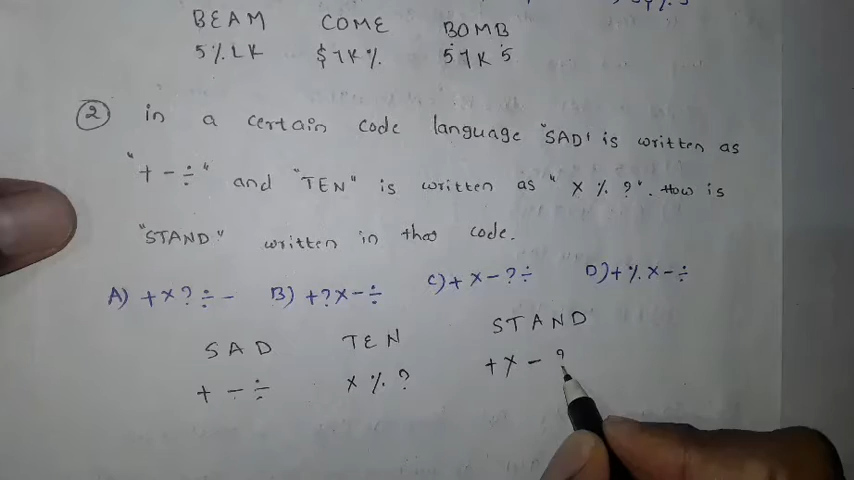 BEAM COME BOMB
5%LK $7K% 57K5
② in a certain code language "SAD" is written as
"+ - ÷" and "TEN" is written as "× % ?". How is
"STAND" written in that code.
A) +×?÷- B) +?×-÷ C) +×-?÷ D) +%×-÷
SAD TEN STAND
+ - ÷ × % ? +×-?